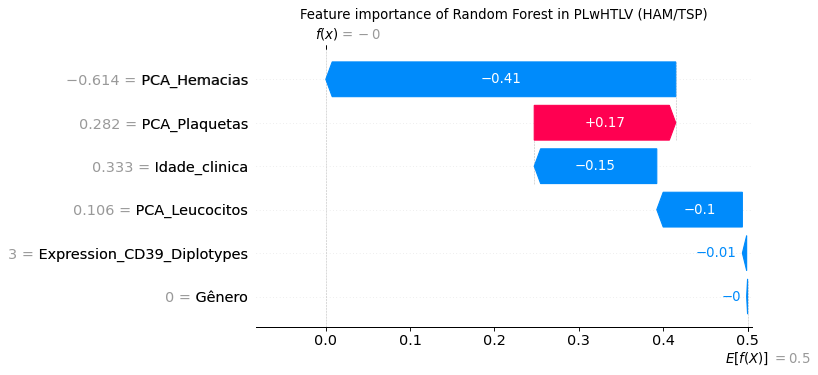 Feature importance of Random Forest in PLwHTLV (HAM/TSP)
f(x) = −0
−0.614 = PCA_Hemacias −0.41
0.282 = PCA_Plaquetas +0.17
0.333 = Idade_clinica −0.15
0.106 = PCA_Leucocitos −0.1
3 = Expression_CD39_Diplotypes −0.01
0 = Gênero −0
0.0 0.1 0.2 0.3 0.4 0.5
E[f(X)] = 0.5